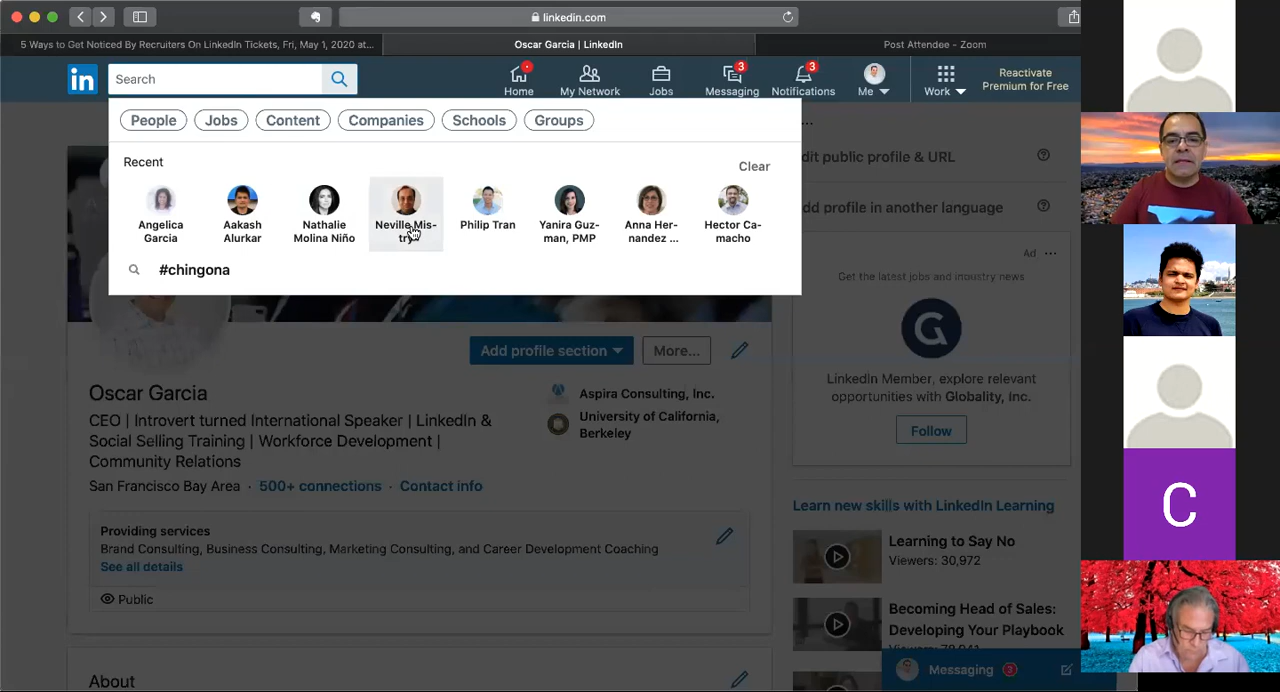 linkedin.com
5 Ways to Get Noticed By Recruiters On LinkedIn Tickets, Fri, May 1, 2020 at...
Oscar Garcia | LinkedIn
Post Attendee - Zoom
in
Search
Home
My Network
Jobs
3
Messaging
3
Notifications
Me
Work
Reactivate
Premium for Free
People
Jobs
Content
Companies
Schools
Groups
Recent
Clear
Angelica
Garcia
Aakash
Alurkar
Nathalie
Molina Niño
Neville Mis-
try
Philip Tran
Yanira Guz-
man, PMP
Anna Her-
nandez ...
Hector Ca-
macho
#chingona
...
dit public profile & URL
dd profile in another language
Ad ...
Get the latest jobs and industry news
G
LinkedIn Member, explore relevant
opportunities with Globality, Inc.
Follow
Add profile section
More...
Oscar Garcia
CEO | Introvert turned International Speaker | LinkedIn &
Social Selling Training | Workforce Development |
Community Relations
San Francisco Bay Area · 500+ connections · Contact info
Aspira Consulting, Inc.
University of California,
Berkeley
Providing services
Brand Consulting, Business Consulting, Marketing Consulting, and Career Development Coaching
See all details
Public
About
Learn new skills with LinkedIn Learning
Learning to Say No
Viewers: 30,972
Becoming Head of Sales:
Developing Your Playbook
Messaging 3
C